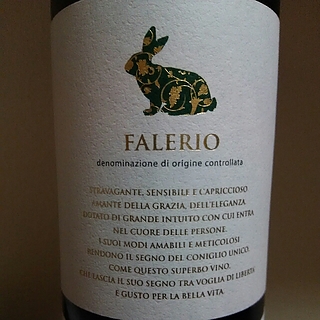 FALERIO
denominazione di origine controllata
STRAVAGANTE, SENSIBILE E CAPRICCIOSO
AMANTE DELLA GRAZIA, DELL'ELEGANZA
DOTATO DI GRANDE INTUITO CON CUI ENTRA
NEL CUORE DELLE PERSONE.
I SUOI MODI AMABILI E METICOLOSI
RENDONO IL SEGNO DEL CONIGLIO UNICO,
COME QUESTO SUPERBO VINO,
CHE LASCIA IL SUO SEGNO TRA VOGLIA DI LIBERTÀ
E GUSTO PER LA BELLA VITA.